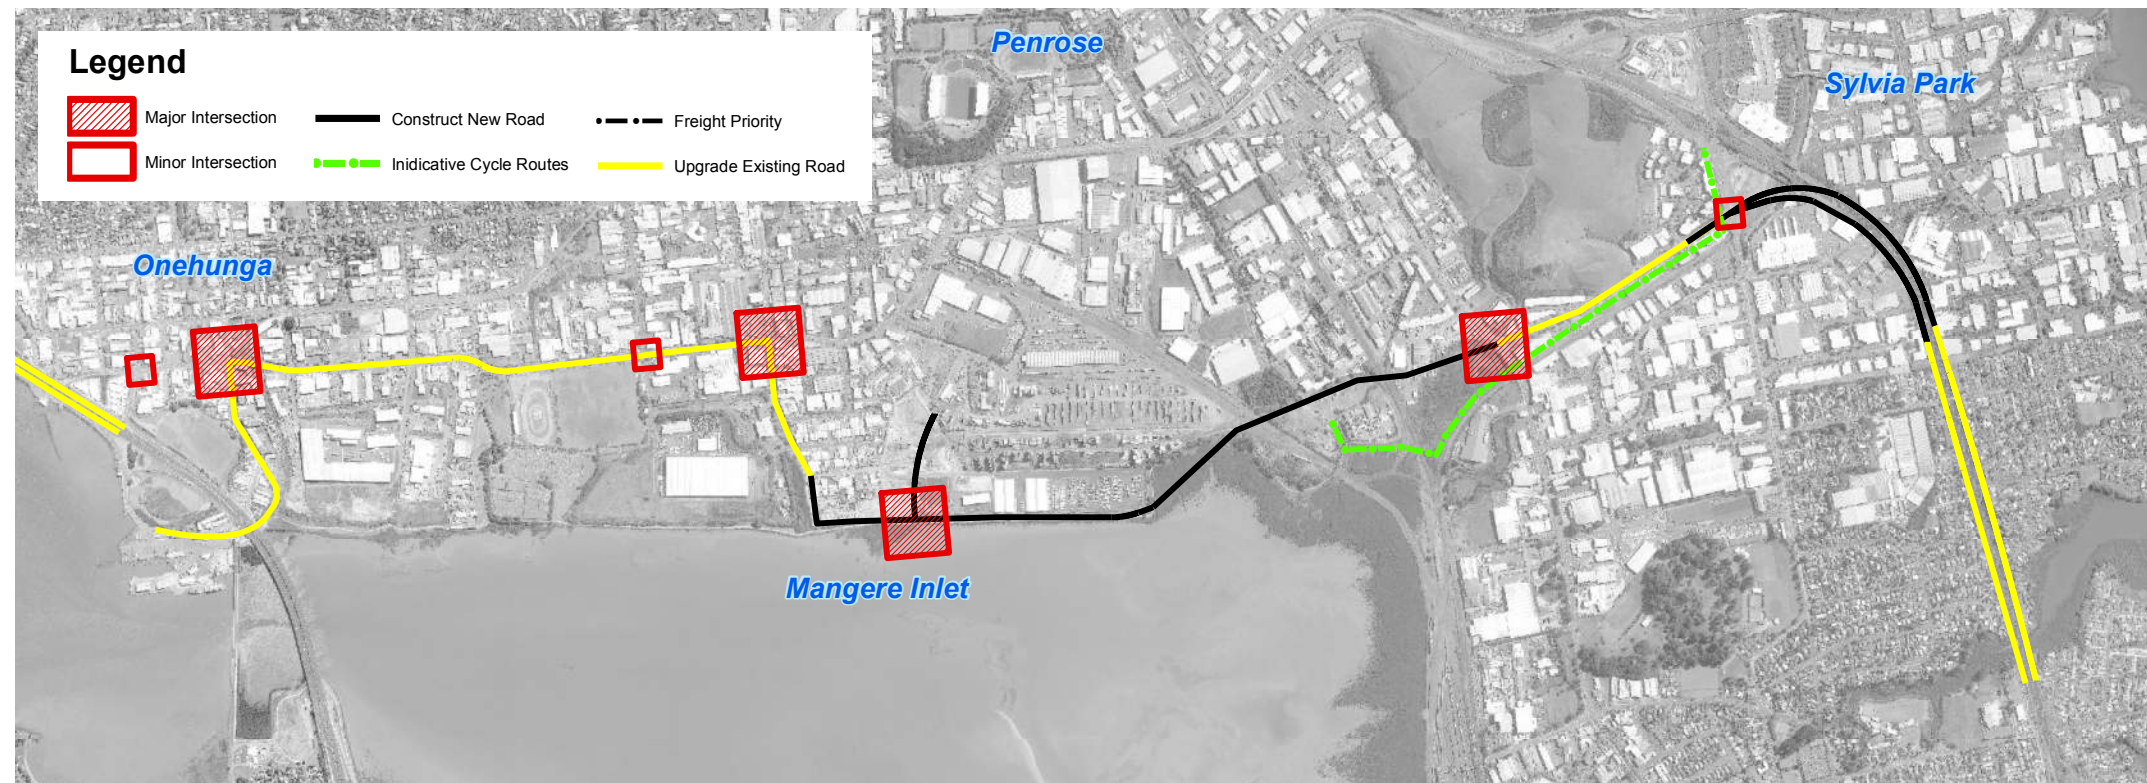 Penrose
Sylvia Park
Legend
Major Intersection
Construct New Road
Freight Priority
Minor Intersection
Inidicative Cycle Routes
Upgrade Existing Road
Onehunga
Mangere Inlet